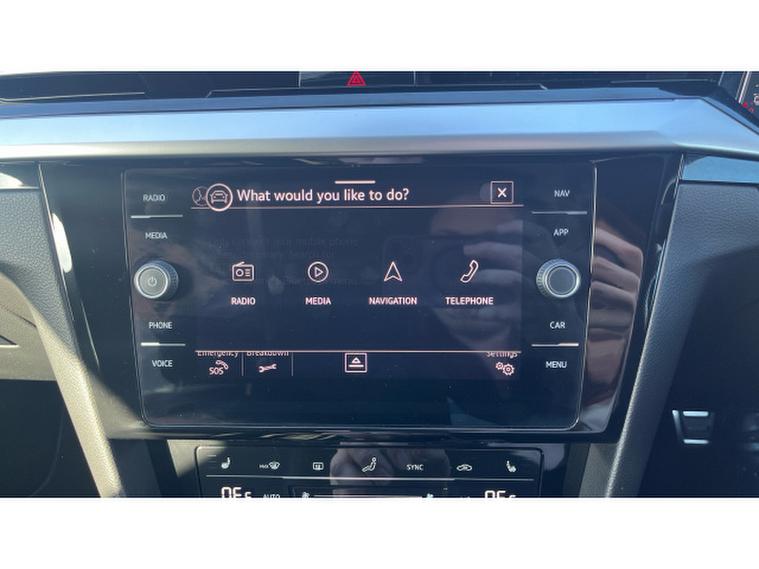 RADIO
MEDIA
PHONE
VOICE
What would you like to do?
X
RADIO
MEDIA
NAVIGATION
TELEPHONE
Emergency
Breakdown
Settings
SOS
NAV
APP
CAR
MENU
MAX
SYNC
AUTO